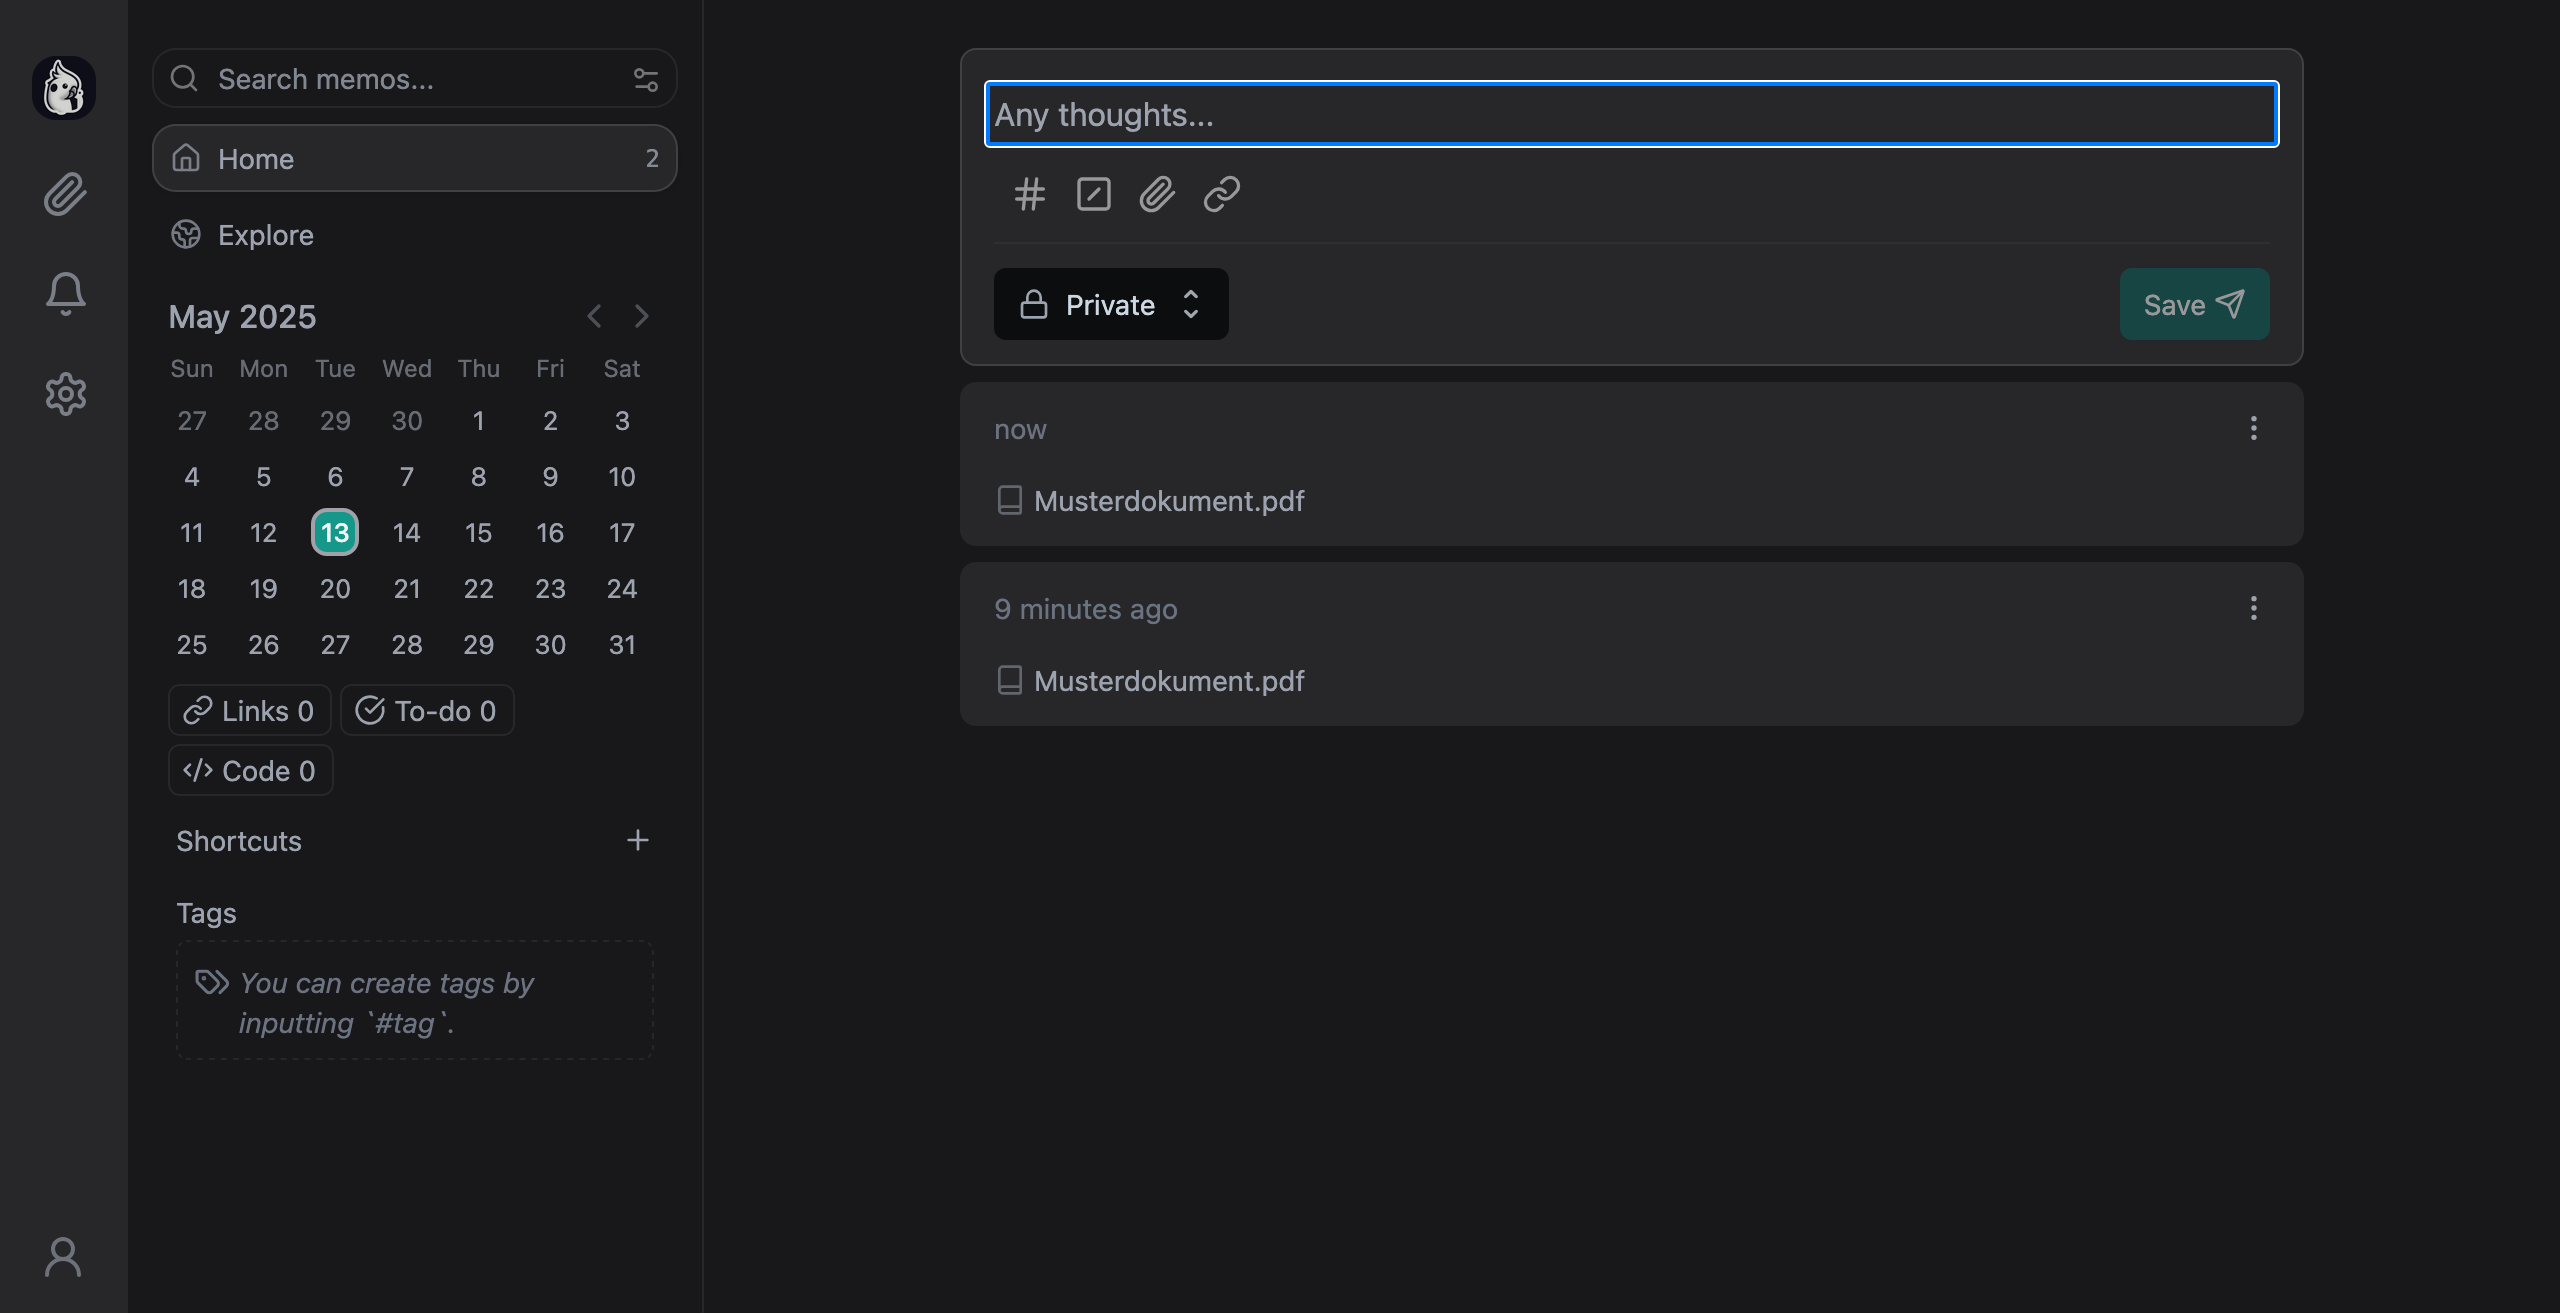 Search memos...
Home 2
Explore
May 2025
Sun Mon Tue Wed Thu Fri Sat
27 28 29 30 1 2 3
4 5 6 7 8 9 10
11 12 13 14 15 16 17
18 19 20 21 22 23 24
25 26 27 28 29 30 31
Links 0 To-do 0
Code 0
Shortcuts
Tags
You can create tags by
inputting `#tag`.
Any thoughts...
Private Save
now
Musterdokument.pdf
9 minutes ago
Musterdokument.pdf